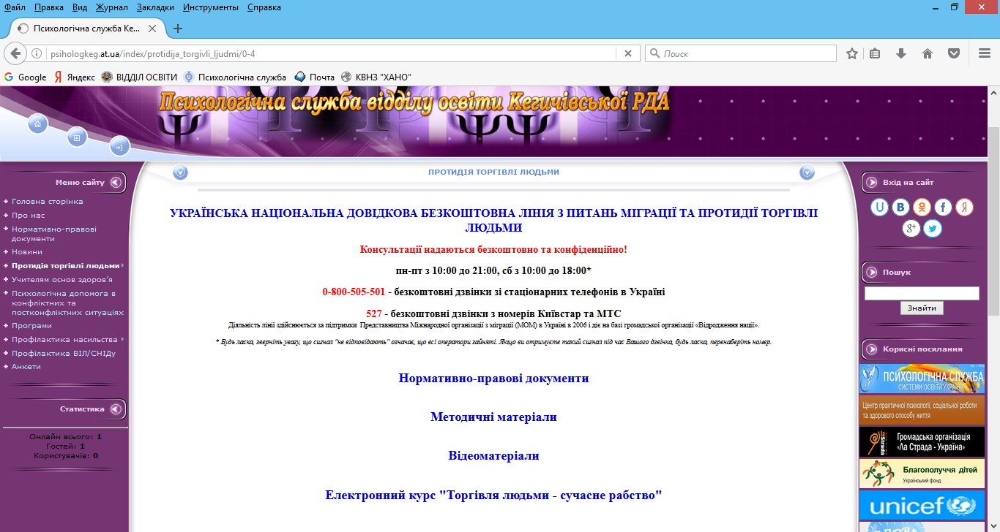 Файл Правка Вид Журнал Закладки Инструменты Справка
Психологічна служба Ке...
psihologkeg.at.ua/index/protidija_torgivli_ljudmi/0-4
Поиск
Google Яндекс ВІДДІЛ ОСВІТИ Психологічна служба Почта КВНЗ "ХАНО"
Психологічна служба відділу освіти Кегичівської РДА
Меню сайту
Головна сторінка
Про нас
Нормативно-правові
документи
Новини
Протидія торгівлі людьми
Учителям основ здоров'я
Психологічна допомога в
конфліктних та
постконфліктних ситуаціях
Програми
Профілактика насильства
Профілактика ВІЛ/СНІДу
Анкети
Статистика
Онлайн всього: 1
Гостей: 1
Користувачів: 0
ПРОТИДІЯ ТОРГІВЛІ ЛЮДЬМИ
УКРАЇНСЬКА НАЦІОНАЛЬНА ДОВІДКОВА БЕЗКОШТОВНА ЛІНІЯ З ПИТАНЬ МІГРАЦІЇ ТА ПРОТИДІЇ ТОРГІВЛІ
ЛЮДЬМИ
Консультації надаються безкоштовно та конфіденційно!
пн-пт з 10:00 до 21:00, сб з 10:00 до 18:00*
0-800-505-501 - безкоштовні дзвінки зі стаціонарних телефонів в Україні
527 - безкоштовні дзвінки з номерів Київстар та МТС
Діяльність лінії здійснюється за підтримки Представництва Міжнародної організації з міграції (МОМ) в Україні в 2006 і діє на базі громадської організації «Відродження нації».
* Будь ласка, зверніть увагу, що сигнал "не відповідають" означає, що всі оператори зайняті. Якщо ви отримуєте такий сигнал під час Вашого дзвінка, будь ласка, перенаберіть номер.
Нормативно-правові документи
Методичні матеріали
Відеоматеріали
Електронний курс "Торгівля людьми - сучасне рабство"
Вхід на сайт
Пошук
Знайти
Корисні посилання
ПСИХОЛОГІЧНА СЛУЖБА
СИСТЕМИ ОСВІТИ УКРАЇНИ
Центр практичної психології, соціальної роботи
та здорового способу життя
la Strada
Громадська організація
«Ла Страда - Україна»
Благополуччя дітей
Український фонд
unicef